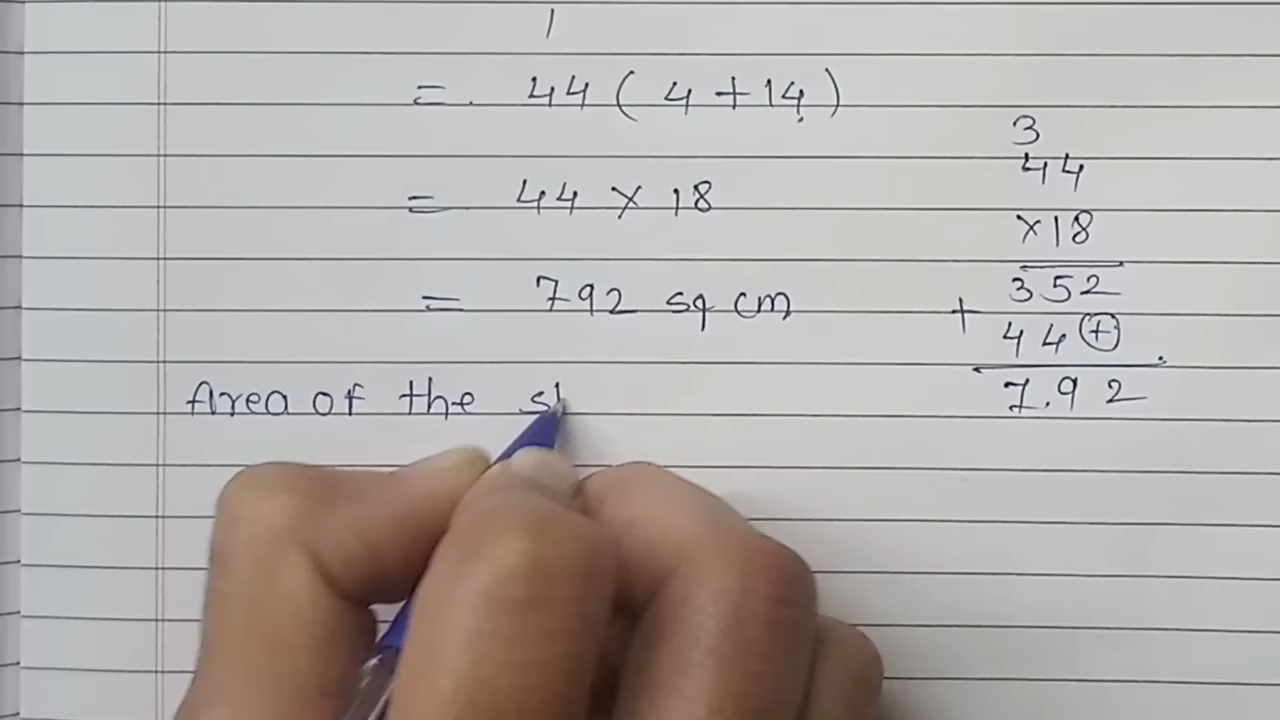 1
= 44 ( 4 + 14 )
= 44 × 18
= 792 sq cm
Area of the
3
44
×18
352
+ 44⊕
792